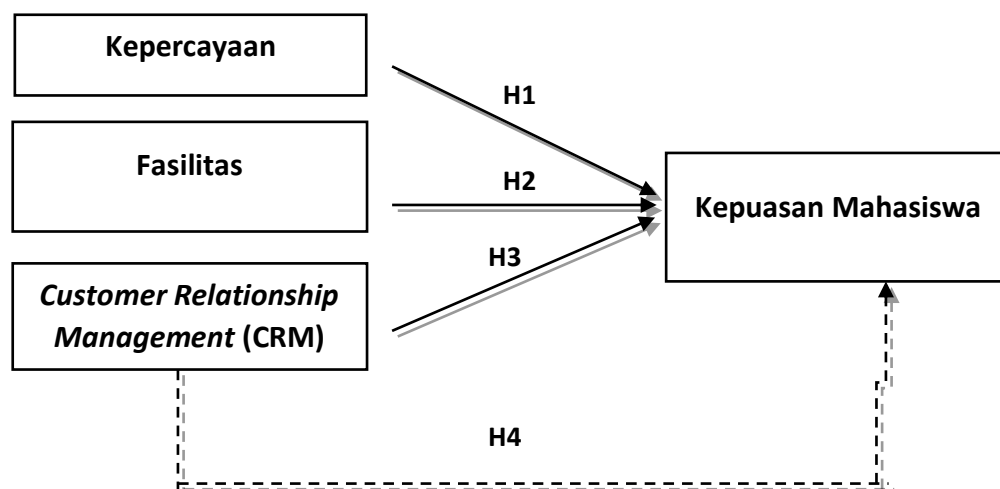 Kepercayaan
H1
Fasilitas
H2
Kepuasan Mahasiswa
H3
Customer Relationship
Management (CRM)
H4